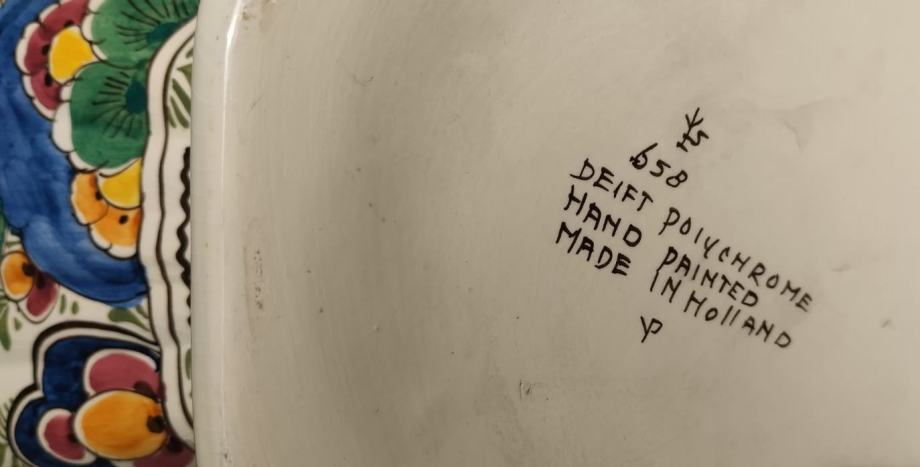 658
DElFT POlyCHROME
HAND PAINTED
MADE IN HollAND